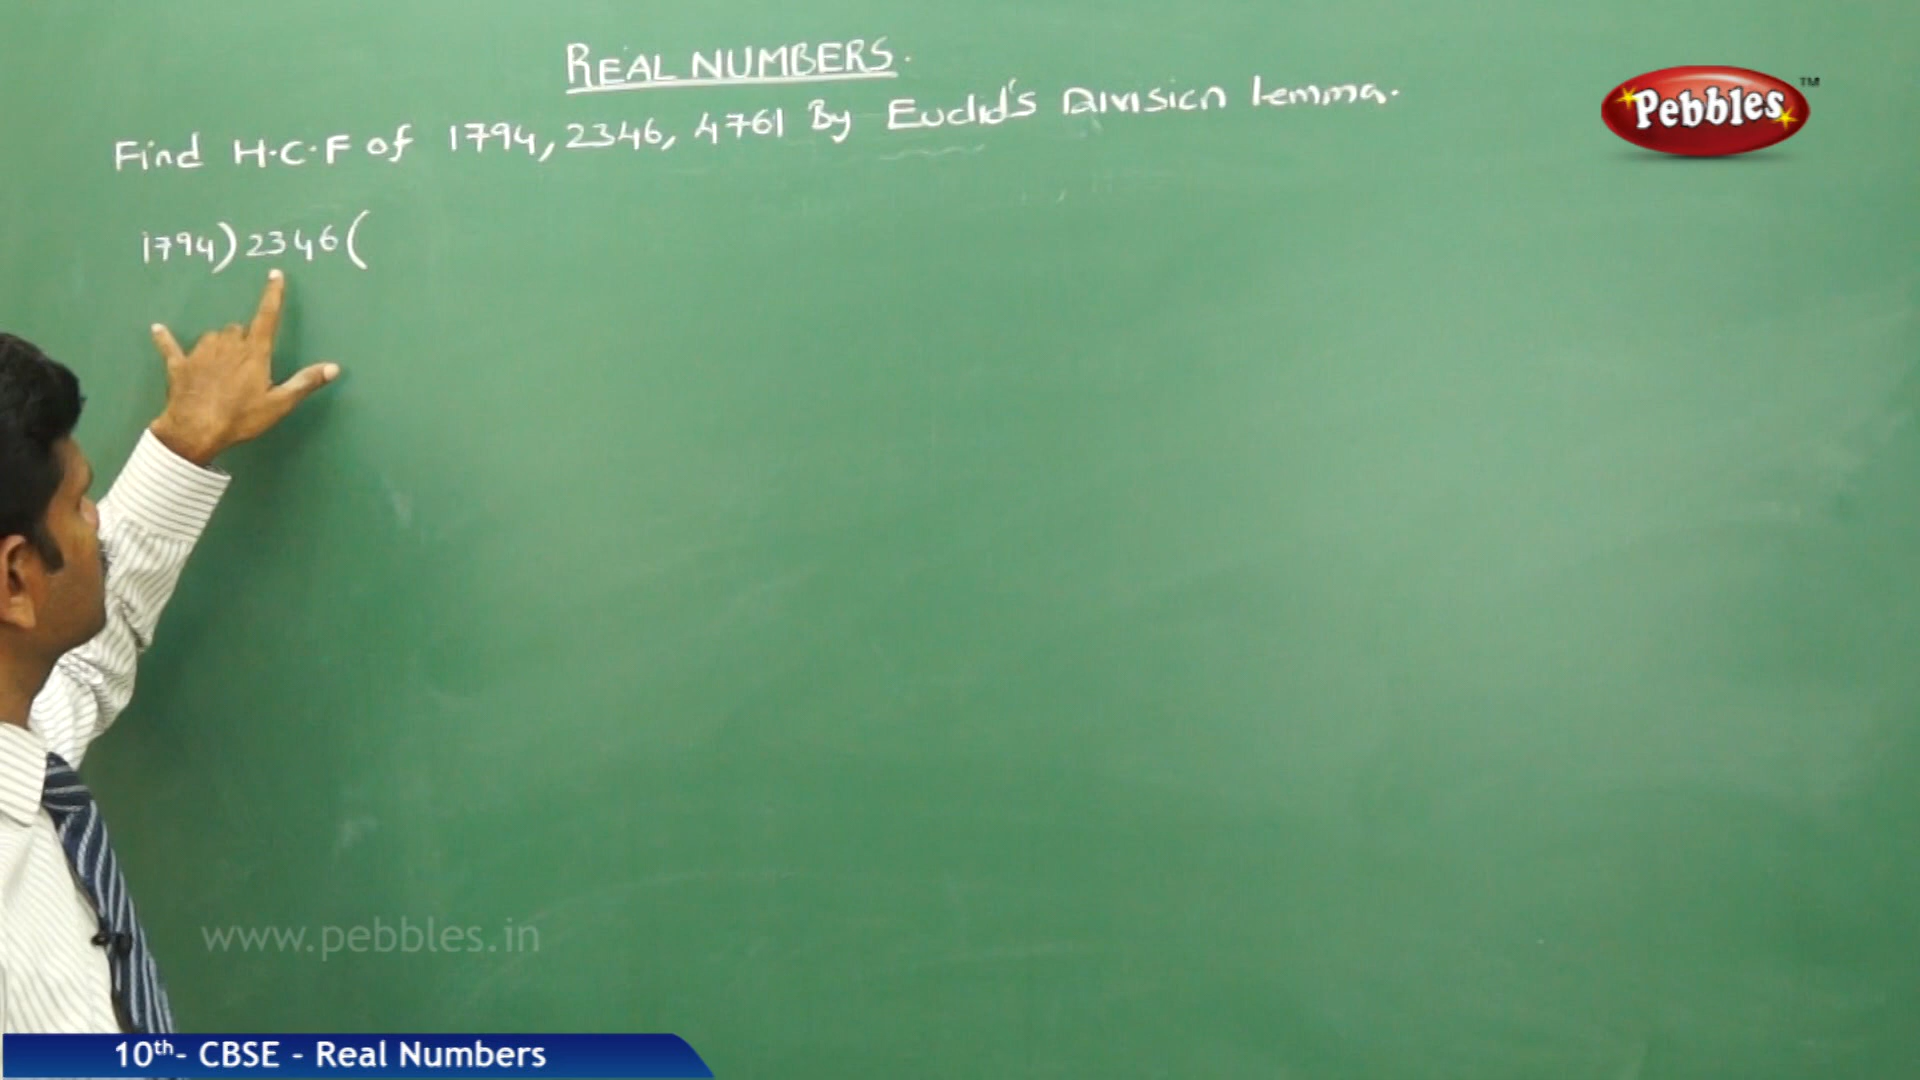 REAL NUMBERS.
Pebbles™
Find H.C.F of 1794, 2346, 4761 By Euclid's Division lemma.
1794)2346(
www.pebbles.in
10th- CBSE - Real Numbers